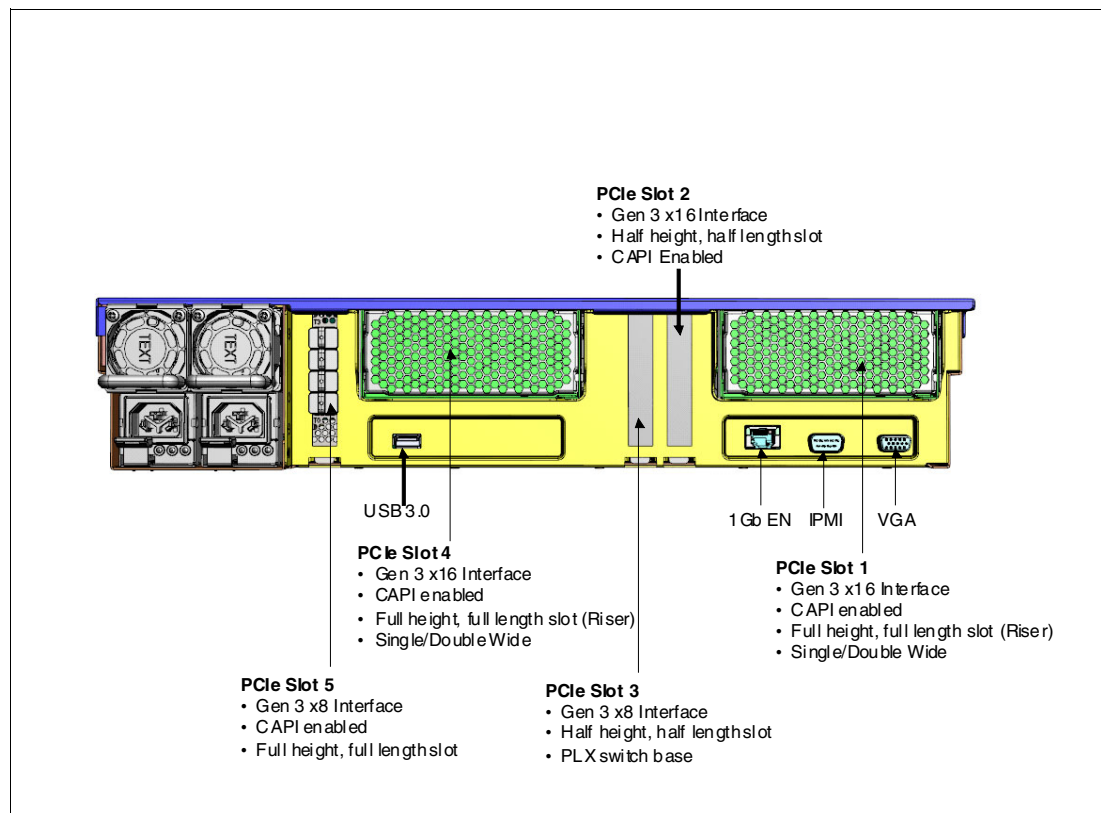 PCIe Slot 2
• Gen 3 x16 Interface
• Half height, half length slot
• CAPI Enabled
TEXT
TEXT
USB 3.0
1Gb EN
IPMI
VGA
PCIe Slot 4
• Gen 3 x16 Interface
• CAPI enabled
• Full height, full length slot (Riser)
• Single/Double Wide
PCIe Slot 1
• Gen 3 x16 Interface
• CAPI enabled
• Full height, full length slot (Riser)
• Single/Double Wide
PCIe Slot 5
• Gen 3 x8 Interface
• CAPI enabled
• Full height, full length slot
PCIe Slot 3
• Gen 3 x8 Interface
• Half height, half length slot
• PLX switch base